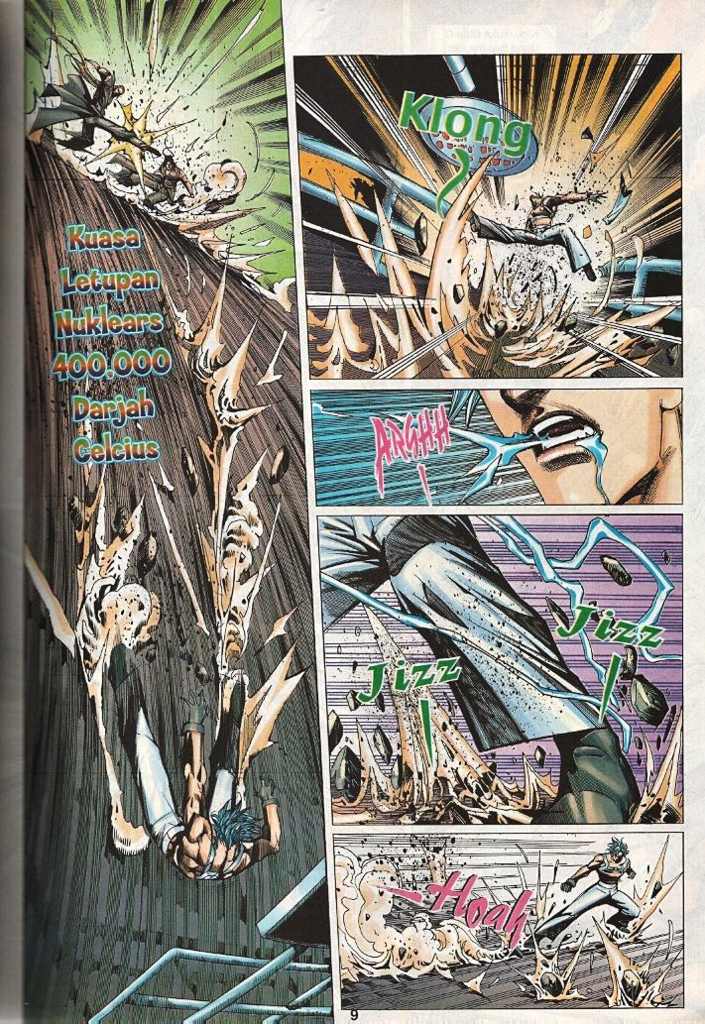 Kuasa
Letupan
Nuklears
400.000
Darjah
Celcius
Klong
ARGHH
!
Jizz
!
Jizz
!
Hoah
9